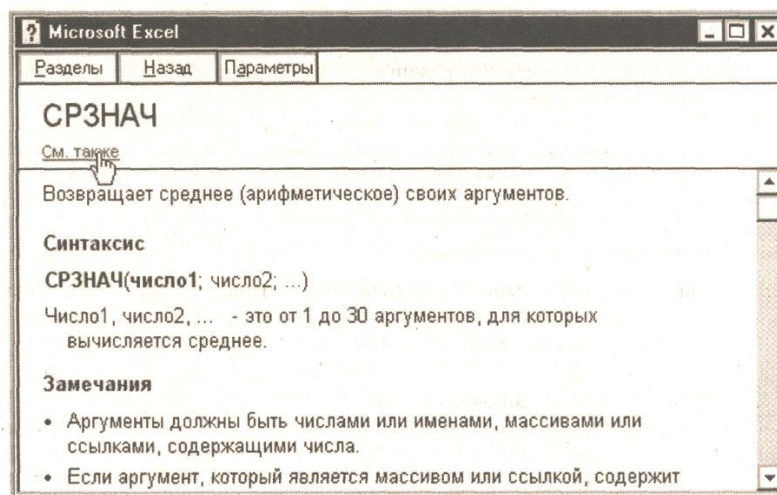 Microsoft Excel
Разделы Назад Параметры
СРЗНАЧ
См. также
Возвращает среднее (арифметическое) своих аргументов.
Синтаксис
СРЗНАЧ(число1; число2; ...)
Число1, число2, ... - это от 1 до 30 аргументов, для которых
вычисляется среднее.
Замечания
• Аргументы должны быть числами или именами, массивами или
ссылками, содержащими числа.
• Если аргумент, который является массивом или ссылкой, содержит